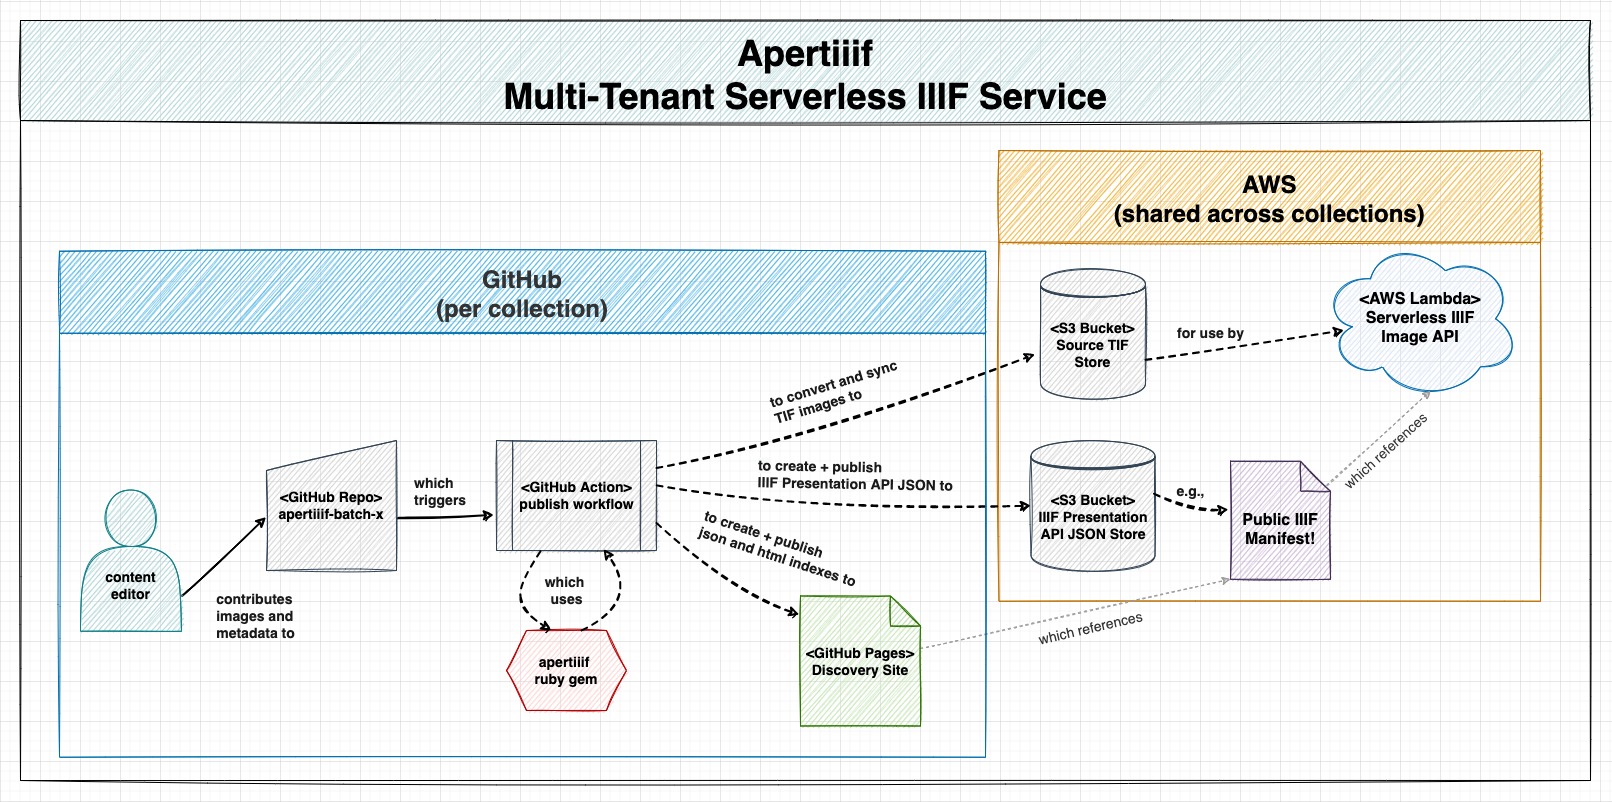 Apertiiif
Multi-Tenant Serverless IIIF Service
AWS
(shared across collections)
GitHub
(per collection)
<S3 Bucket>
Source TIF
Store
for use by
<AWS Lambda>
Serverless IIIF
Image API
to convert and sync
TIF images to
which references
<GitHub Repo>
apertiiif-batch-x
which
triggers
<GitHub Action>
publish workflow
to create + publish
IIIF Presentation API JSON to
<S3 Bucket>
IIIF Presentation
API JSON Store
e.g.,
Public IIIF
Manifest!
to create + publish
json and html indexes to
content
editor
contributes
images and
metadata to
which
uses
apertiiif
ruby gem
<GitHub Pages>
Discovery Site
which references